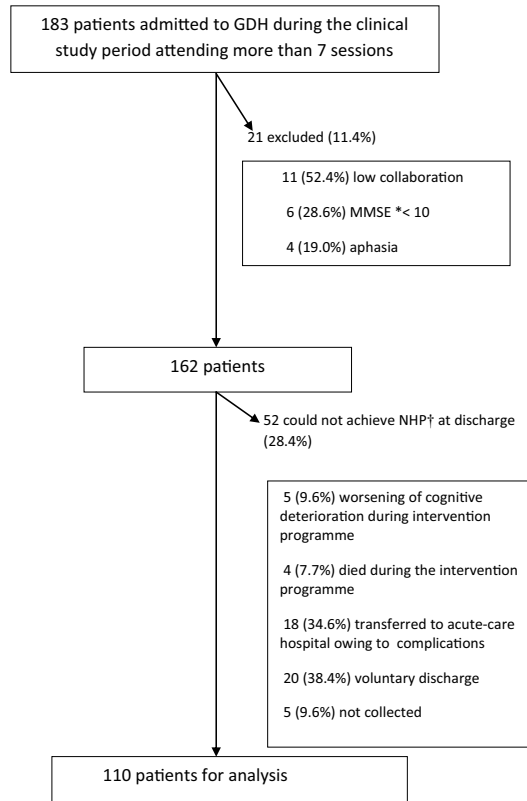 183 patients admitted to GDH during the clinical
study period attending more than 7 sessions
21 excluded (11.4%)
11 (52.4%) low collaboration
6 (28.6%) MMSE *< 10
4 (19.0%) aphasia
162 patients
52 could not achieve NHP† at discharge
(28.4%)
5 (9.6%) worsening of cognitive
deterioration during intervention
programme
4 (7.7%) died during the intervention
programme
18 (34.6%) transferred to acute-care
hospital owing to complications
20 (38.4%) voluntary discharge
5 (9.6%) not collected
110 patients for analysis